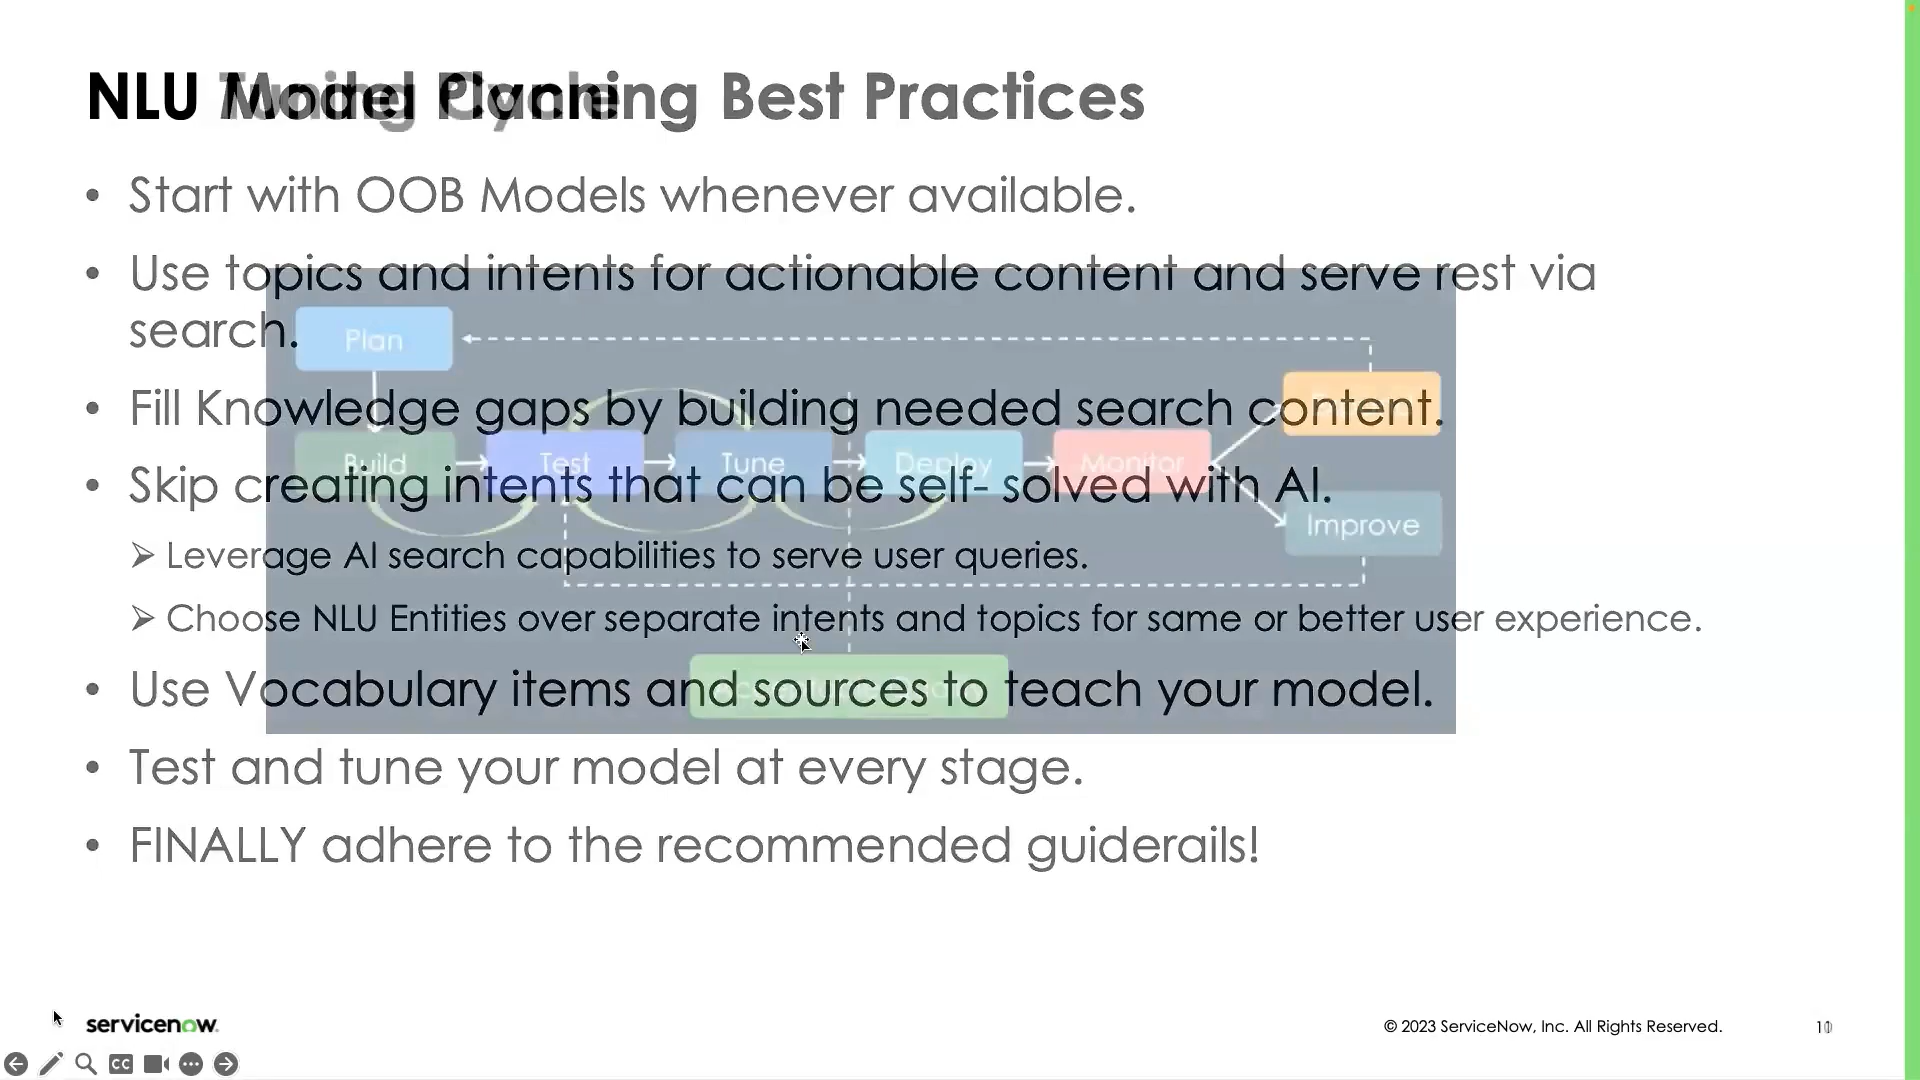 NLU Model Planning Best Practices
• Start with OOB Models whenever available.
• Use topics and intents for actionable content and serve rest via
search.
Plan
• Fill Knowledge gaps by building needed search content.
Build
Test
Tune
Deploy
Monitor
• Skip creating intents that can be self- solved with AI.
Improve
➢ Leverage AI search capabilities to serve user queries.
➢ Choose NLU Entities over separate intents and topics for same or better user experience.
• Use Vocabulary items and sources to teach your model.
• Test and tune your model at every stage.
• FINALLY adhere to the recommended guiderails!
servicenow
© 2023 ServiceNow, Inc. All Rights Reserved.
CC